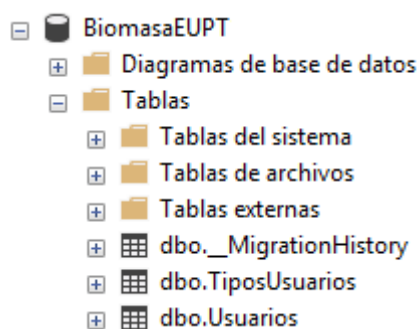 BiomasaEUPT
Diagramas de base de datos
Tablas
Tablas del sistema
Tablas de archivos
Tablas externas
dbo.__MigrationHistory
dbo.TiposUsuarios
dbo.Usuarios